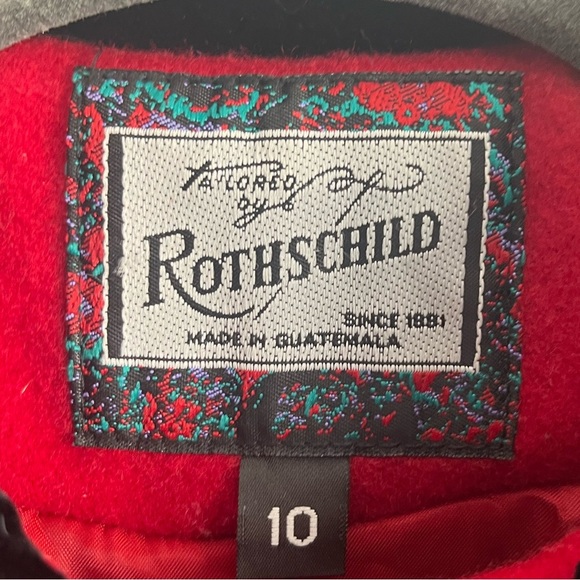 TAILORED
by
ROTHSCHILD
SINCE 1881
MADE IN GUATEMALA
10